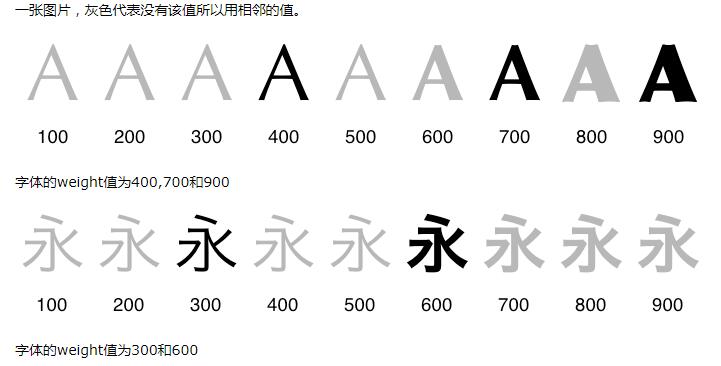 一张图片，灰色代表没有该值所以用相邻的值。
A A A A A A A A A
100 200 300 400 500 600 700 800 900
字体的weight值为400,700和900
永 永 永 永 永 永 永 永 永
100 200 300 400 500 600 700 800 900
字体的weight值为300和600